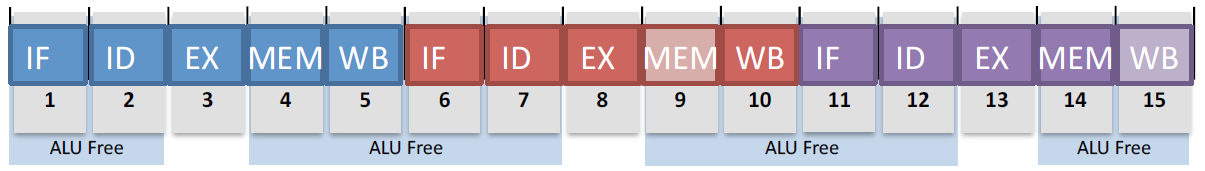 IF ID EX MEM WB IF ID EX MEM WB IF ID EX MEM WB
1 2 3 4 5 6 7 8 9 10 11 12 13 14 15
ALU Free ALU Free ALU Free ALU Free